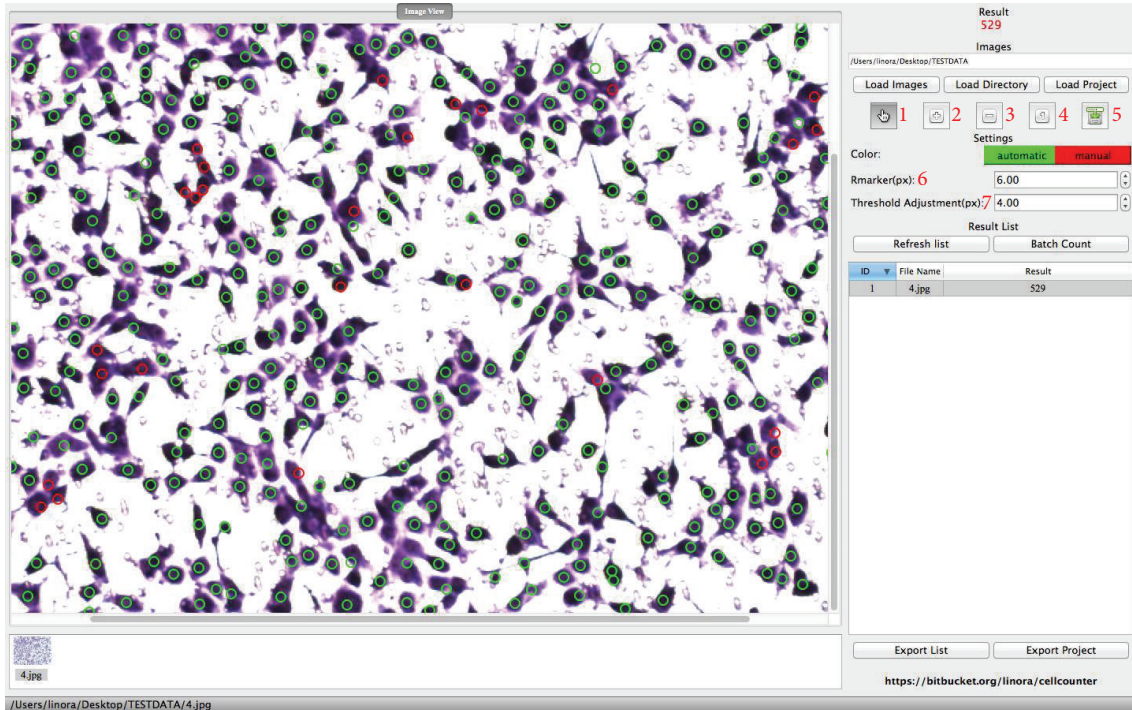 Image View
Result
529
Images
/Users/linora/Desktop/TESTDATA
Load Images Load Directory Load Project
1 2 3 4 5
Settings
Color: automatic manual
Rmarker(px): 6 6.00
Threshold Adjustment(px): 7 4.00
Result List
Refresh list Batch Count
ID ▼ File Name Result
1 4.jpg 529
Export List Export Project
4.jpg
https://bitbucket.org/linora/cellcounter
/Users/linora/Desktop/TESTDATA/4.jpg